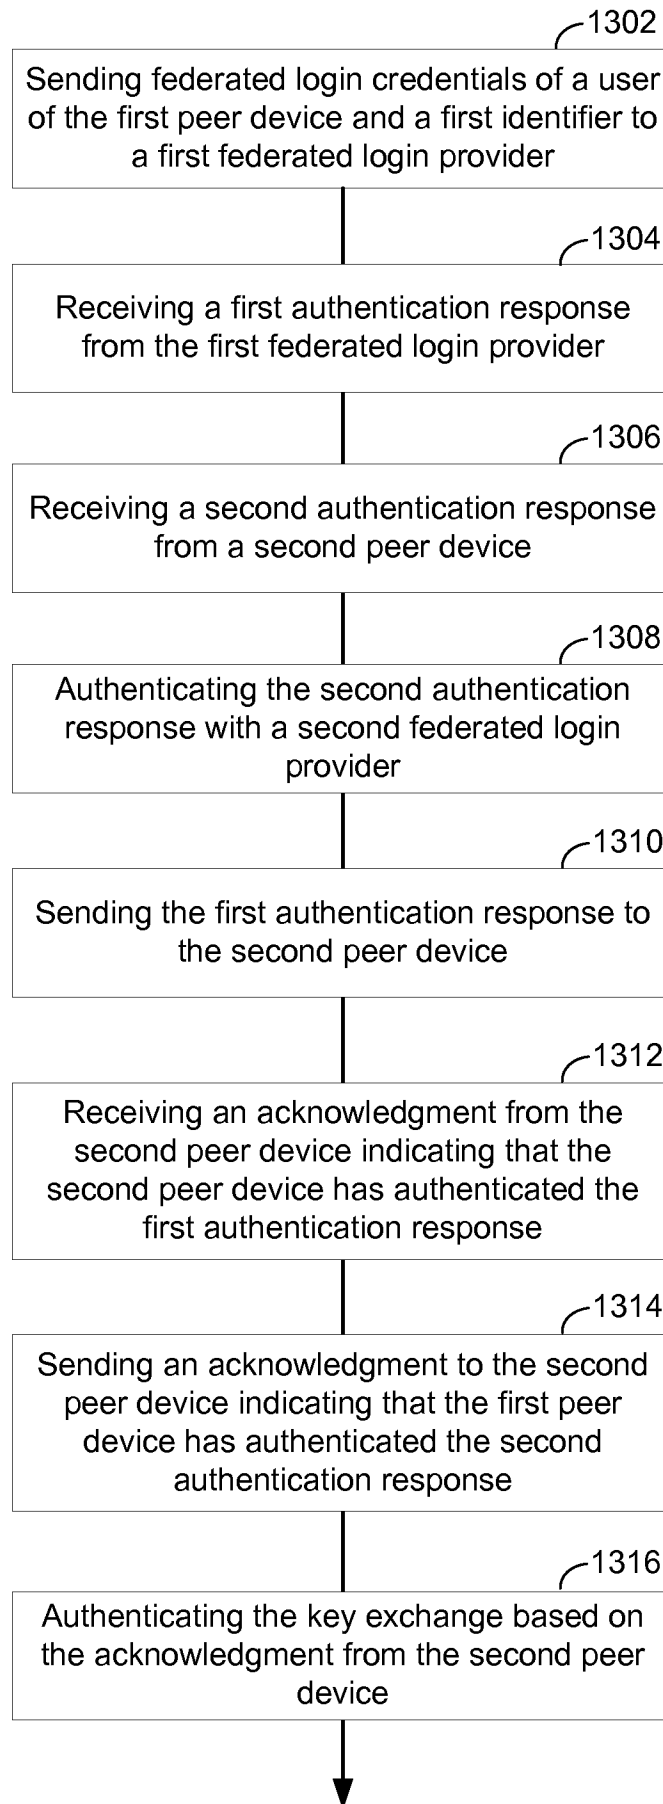 1302
Sending federated login credentials of a user
of the first peer device and a first identifier to
a first federated login provider
1304
Receiving a first authentication response
from the first federated login provider
1306
Receiving a second authentication response
from a second peer device
1308
Authenticating the second authentication
response with a second federated login
provider
1310
Sending the first authentication response to
the second peer device
1312
Receiving an acknowledgment from the
second peer device indicating that the
second peer device has authenticated the
first authentication response
1314
Sending an acknowledgment to the second
peer device indicating that the first peer
device has authenticated the second
authentication response
1316
Authenticating the key exchange based on
the acknowledgment from the second peer
device